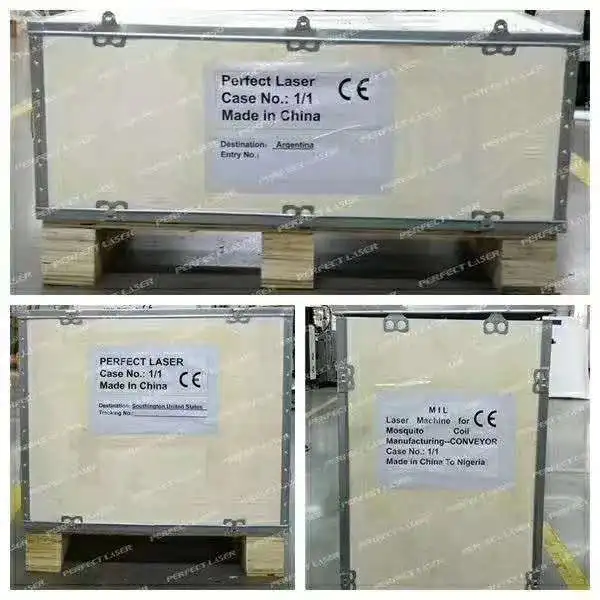 Perfect Laser
Case No.: 1/1
Made in China
CE
Destination: Argentina
Entry No.:
PERFECT LASER
Case No.: 1/1
Made in China
CE
Destination: Southington United States
Tracking No.:
M I L
Laser Machine for
Mosquito Coil
Manufacturing--CONVEYOR
Case No.: 1/1
Made in China To Nigeria
CE
PERFECT LASER